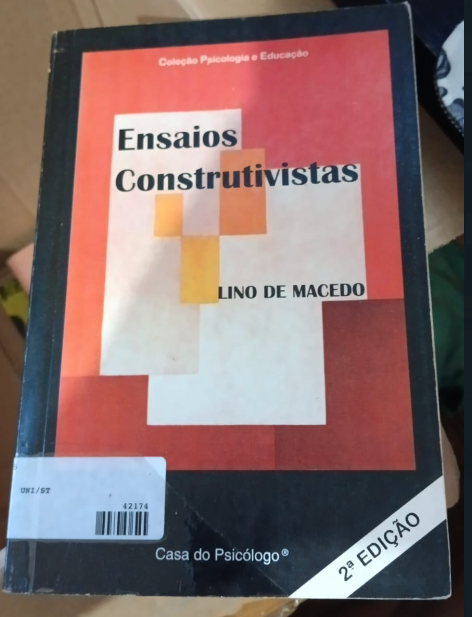 Coleção Psicologia e Educação
Ensaios
Construtivistas
LINO DE MACEDO
UNI/ST
42174
Casa do Psicólogo®
2ª EDIÇÃO